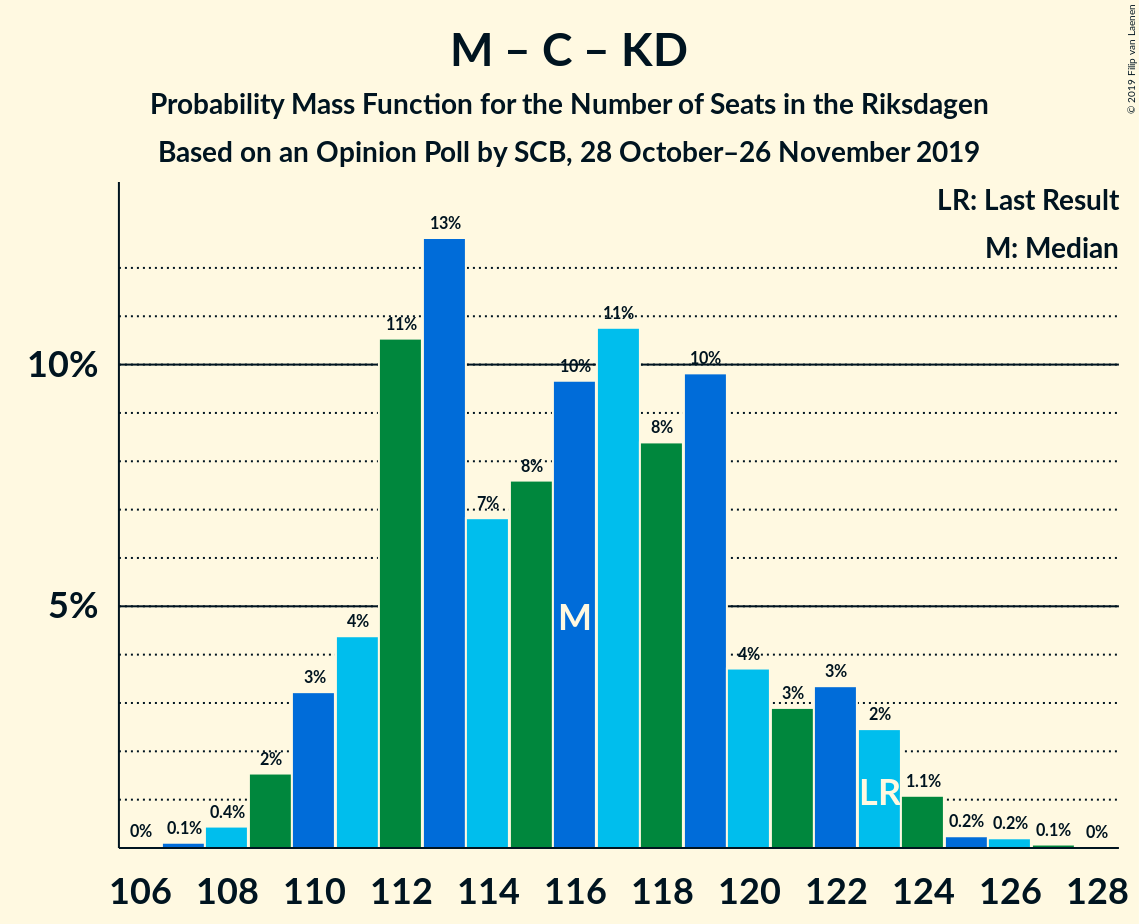 M – C – KD
Probability Mass Function for the Number of Seats in the Riksdagen
Based on an Opinion Poll by SCB, 28 October–26 November 2019
© 2019 Filip van Laenen
LR: Last Result
M: Median
10%
5%
0%
0.1%
0.4%
2%
3%
4%
11%
13%
7%
8%
10%
11%
8%
10%
4%
3%
3%
2%
1.1%
0.2%
0.2%
0.1%
0%
M
LR
106 108 110 112 114 116 118 120 122 124 126 128